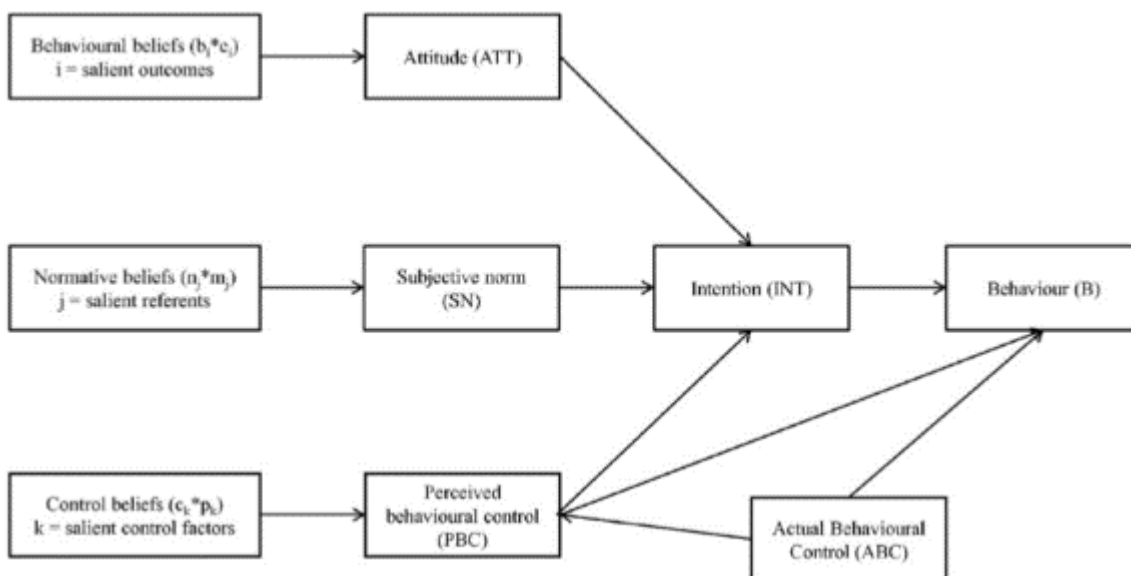 Behavioural beliefs (bᵢ*eᵢ)
i = salient outcomes
Attitude (ATT)
Normative beliefs (nⱼ*mⱼ)
j = salient referents
Subjective norm
(SN)
Intention (INT)
Behaviour (B)
Control beliefs (cₖ*pₖ)
k = salient control factors
Perceived
behavioural control
(PBC)
Actual Behavioural
Control (ABC)